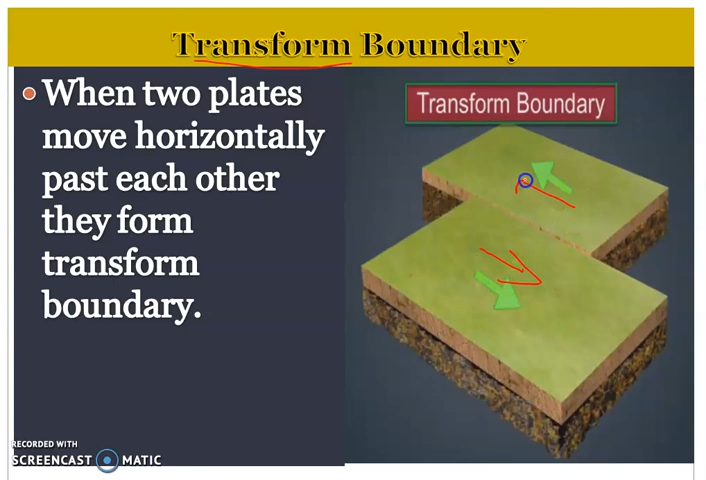 Transform Boundary
When two plates
move horizontally
past each other
they form
transform
boundary.
Transform Boundary
RECORDED WITH
SCREENCAST MATIC